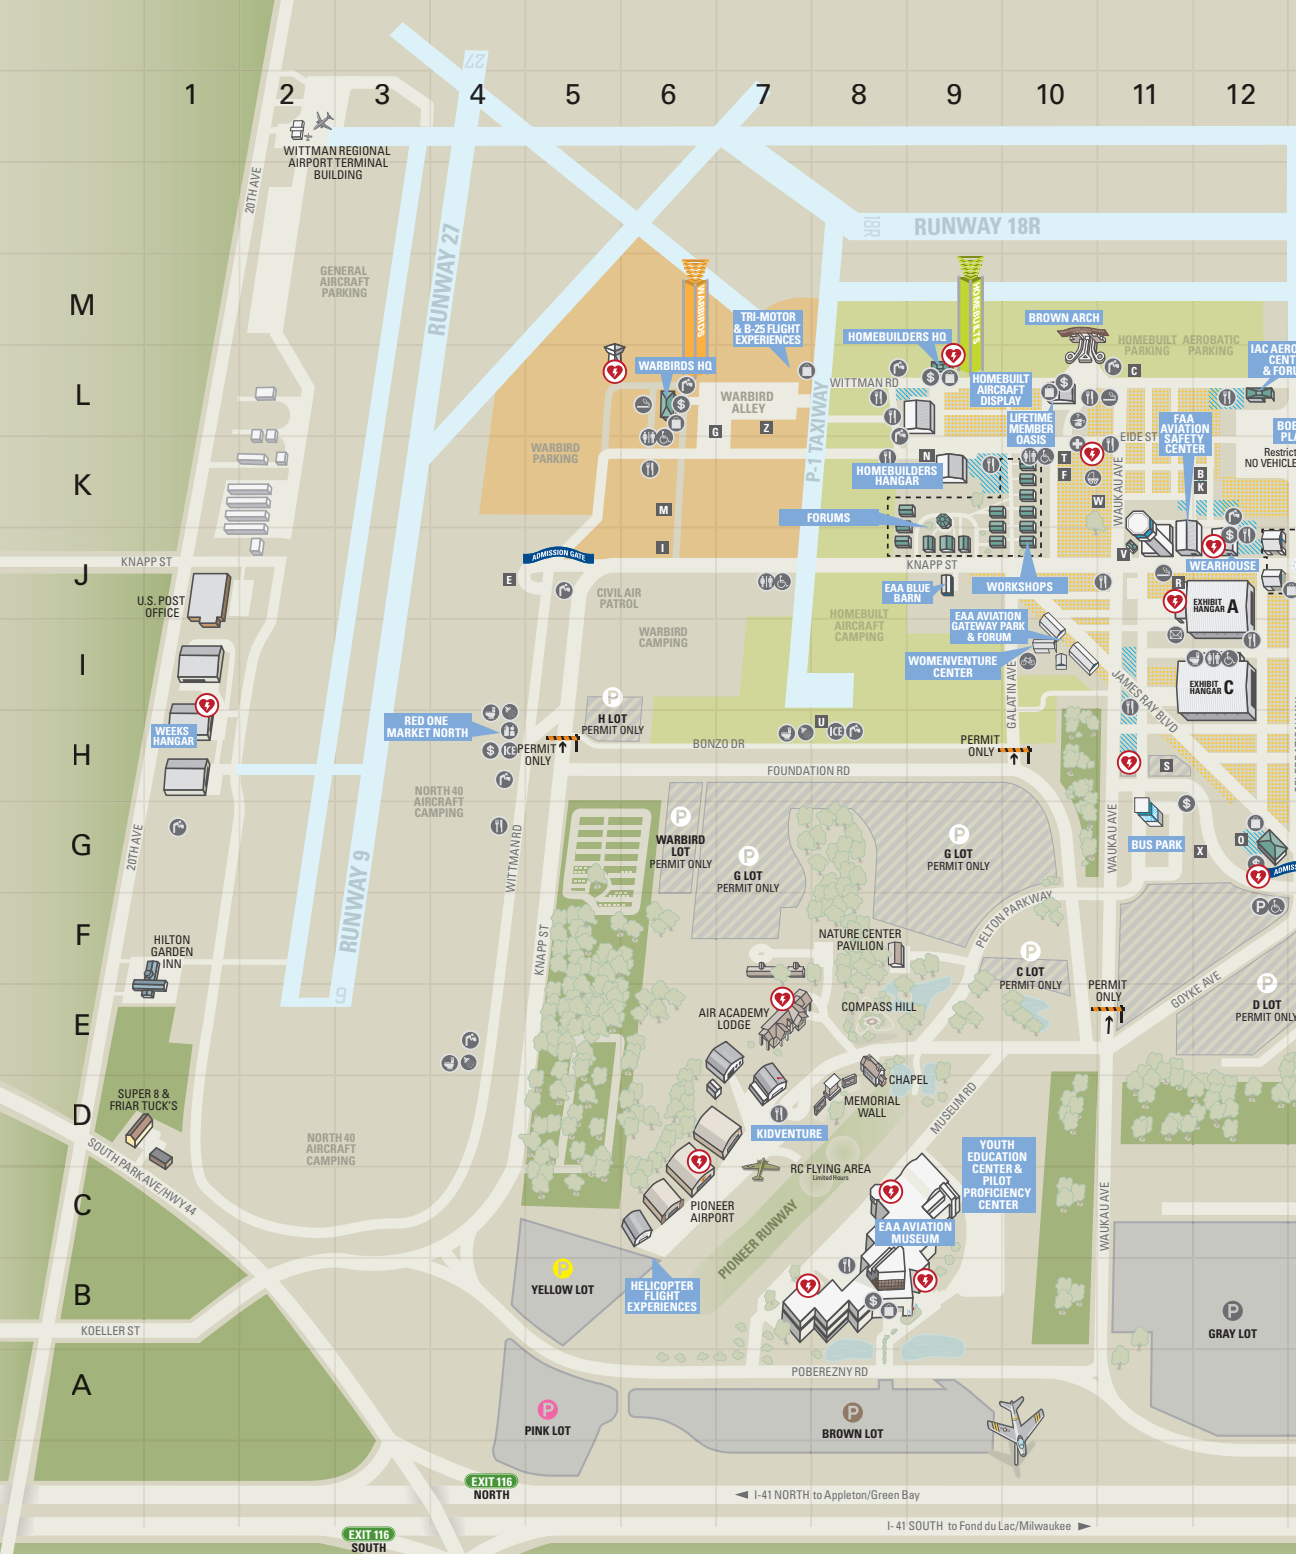 27
1
2
3
4
5
6
7
8
9
10
11
12
WITTMAN REGIONAL
AIRPORT TERMINAL
BUILDING
20TH AVE
RUNWAY 27
18R
RUNWAY 18R
GENERAL
AIRCRAFT
PARKING
M
WARBIRDS
HOMEBUILTS
TRI-MOTOR
& B-25 FLIGHT
EXPERIENCES
HOMEBUILDERS HQ
BROWN ARCH
HOMEBUILT
PARKING
AEROBATIC
PARKING
IAC AERO
CENT
& FORU
WARBIRDS HQ
L
WITTMAN RD
HOMEBUILT
AIRCRAFT
DISPLAY
C
WARBIRD
ALLEY
G
Z
LIFETIME
MEMBER
OASIS
FAA
AVIATION
SAFETY
CENTER
EIDE ST
BOE
PLA
Restrict
NO VEHICLE
WARBIRD
PARKING
P-1 TAXIWAY
N
T
F
HOMEBUILDERS
HANGAR
WAUKAU AVE
B
K
K
W
M
FORUMS
ADMISSION GATE
I
V
WEARHOUSE
KNAPP ST
KNAPP ST
J
E
U.S. POST
OFFICE
CIVIL AIR
PATROL
EAA BLUE
BARN
WORKSHOPS
R
EXHIBIT
HANGAR A
WARBIRD
CAMPING
HOMEBUILT
AIRCRAFT
CAMPING
EAA AVIATION
GATEWAY PARK
& FORUM
I
WOMENVENTURE
CENTER
EXHIBIT
HANGAR C
GALATIN AVE
JAMES RAY BLVD
P
H LOT
PERMIT ONLY
WEEKS
HANGAR
RED ONE
MARKET NORTH
$
ICE
PERMIT
ONLY
U
ICE
BONZO DR
PERMIT
ONLY
H
S
FOUNDATION RD
NORTH 40
AIRCRAFT
CAMPING
P
WARBIRD
LOT
PERMIT ONLY
P
G LOT
PERMIT ONLY
P
G LOT
PERMIT ONLY
$
BUS PARK
G
20TH AVE
WITTMAN RD
WAUKAU AVE
X
O
ADMISS
P
RUNWAY 9
PELTON PARKWAY
F
KNAPP ST
HILTON
GARDEN
INN
NATURE CENTER
PAVILION
P
C LOT
PERMIT ONLY
9
PERMIT
ONLY
GOYKE AVE
P
D LOT
PERMIT ONLY
E
AIR ACADEMY
LODGE
COMPASS HILL
CHAPEL
MEMORIAL
WALL
SUPER 8 &
FRIAR TUCK'S
D
MUSEUM RD
KIDVENTURE
NORTH 40
AIRCRAFT
CAMPING
SOUTH PARK AVE/HWY 44
RC FLYING AREA
Limited Hours
YOUTH
EDUCATION
CENTER &
PILOT
PROFICIENCY
CENTER
C
PIONEER
AIRPORT
PIONEER RUNWAY
EAA AVIATION
MUSEUM
WAUKAU AVE
P
YELLOW LOT
HELICOPTER
FLIGHT
EXPERIENCES
B
$
KOELLER ST
P
GRAY LOT
A
POBEREZNY RD
P
PINK LOT
P
BROWN LOT
EXIT 116
NORTH
I-41 NORTH to Appleton/Green Bay
EXIT 116
SOUTH
I-41 SOUTH to Fond du Lac/Milwaukee